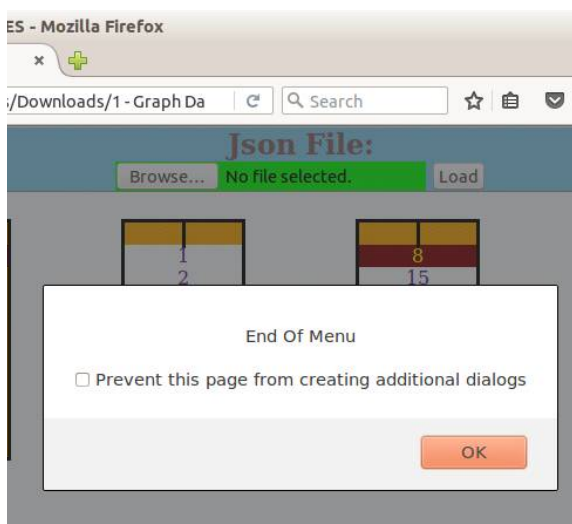 ES - Mozilla Firefox
s/Downloads/1 - Graph Da
Search
Json File:
Browse... No file selected. Load
1 8
2 15
End Of Menu
Prevent this page from creating additional dialogs
OK